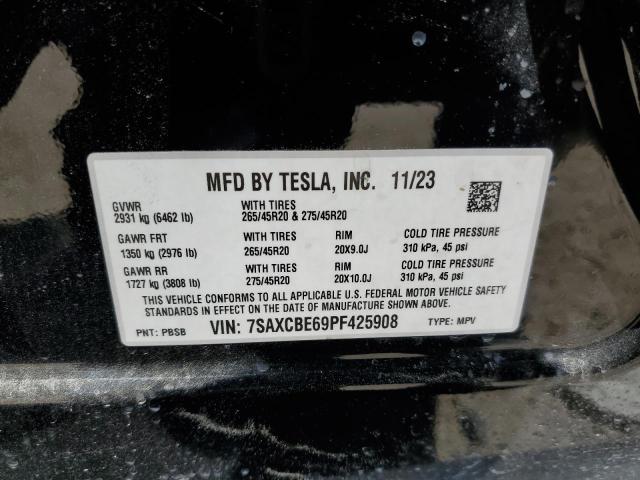 MFD BY TESLA, INC. 11/23
GVWR
2931 kg (6462 lb)
WITH TIRES
265/45R20 & 275/45R20
GAWR FRT
1350 kg (2976 lb)
WITH TIRES
265/45R20
RIM
20X9.0J
COLD TIRE PRESSURE
310 kPa, 45 psi
GAWR RR
1727 kg (3808 lb)
WITH TIRES
275/45R20
RIM
20X10.0J
COLD TIRE PRESSURE
310 kPa, 45 psi
THIS VEHICLE CONFORMS TO ALL APPLICABLE U.S. FEDERAL MOTOR VEHICLE SAFETY
STANDARDS IN EFFECT ON THE DATE OF MANUFACTURE SHOWN ABOVE
PNT: PBSB
VIN: 7SAXCBE69PF425908
TYPE: MPV